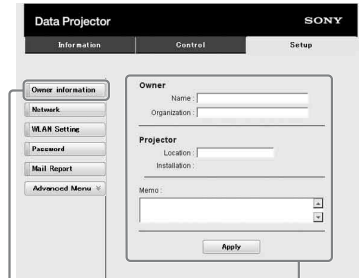 Data Projector
SONY
Information
Control
Setup
Owner information
Network
WLAN Setting
Password
Mail Report
Advanced Menu
Owner
Name :
Organization :
Projector
Location :
Installation :
Memo :
Apply